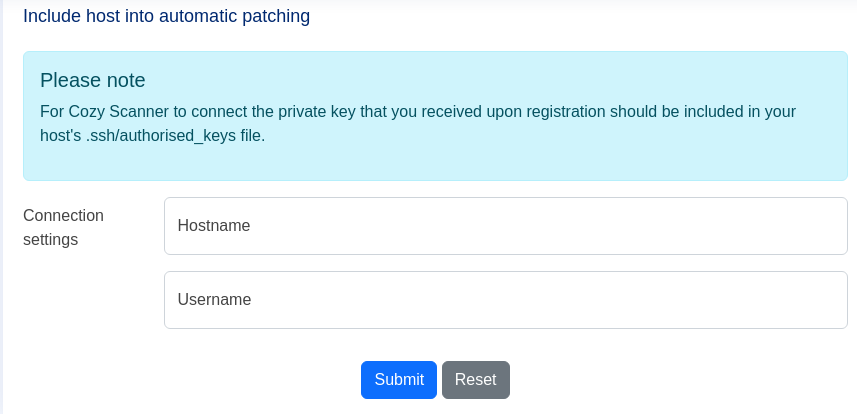 Include host into automatic patching
Please note
For Cozy Scanner to connect the private key that you received upon registration should be included in your
host's .ssh/authorised_keys file.
Connection
settings
Hostname
Username
Submit
Reset